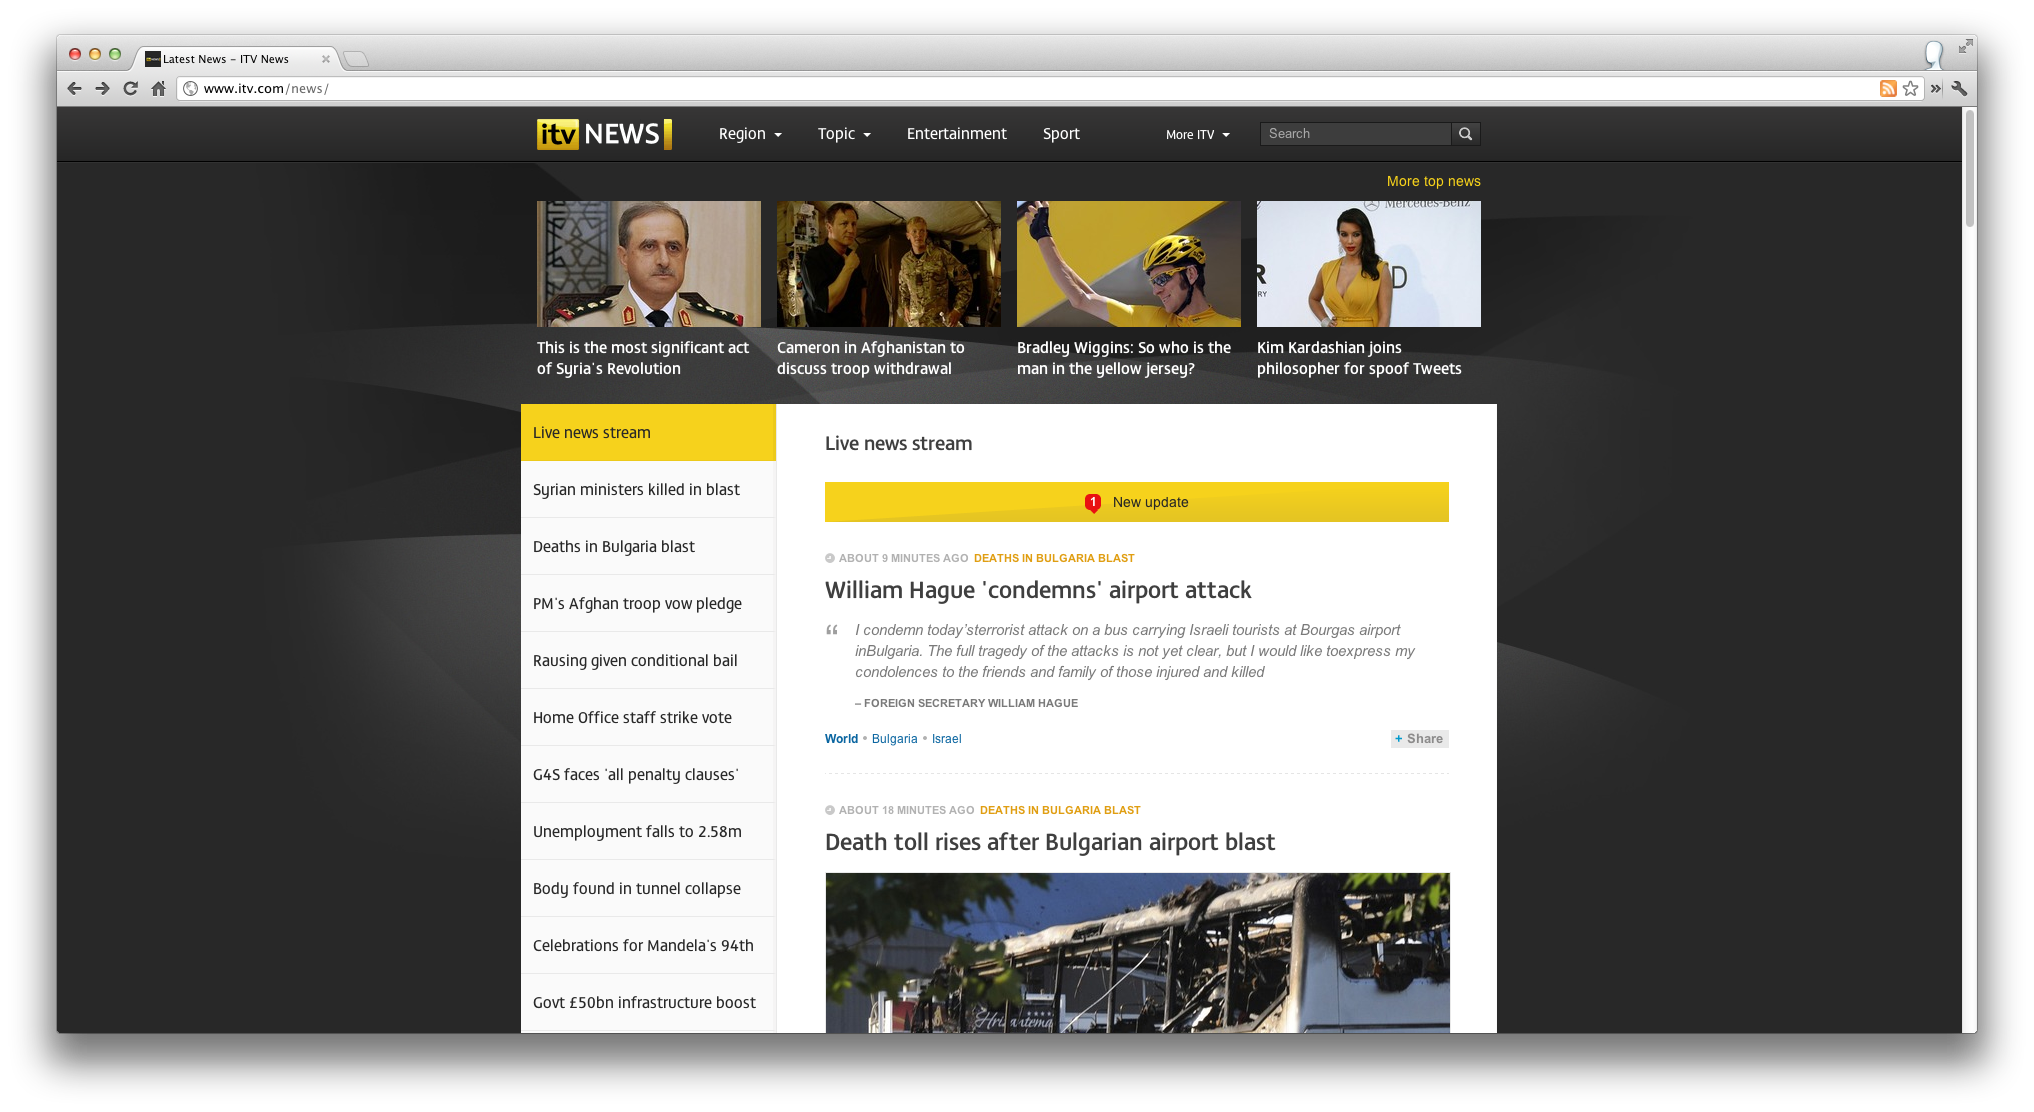 Latest News - ITV News
www.itv.com/news/
itv NEWS
Region
Topic
Entertainment
Sport
More ITV
Search
More top news
Mercedes-Benz
R
D
RY
This is the most significant act
of Syria's Revolution
Cameron in Afghanistan to
discuss troop withdrawal
Bradley Wiggins: So who is the
man in the yellow jersey?
Kim Kardashian joins
philosopher for spoof Tweets
Live news stream
Syrian ministers killed in blast
Deaths in Bulgaria blast
PM's Afghan troop vow pledge
Rausing given conditional bail
Home Office staff strike vote
G4S faces 'all penalty clauses'
Unemployment falls to 2.58m
Body found in tunnel collapse
Celebrations for Mandela's 94th
Govt £50bn infrastructure boost
Live news stream
1 New update
ABOUT 9 MINUTES AGO DEATHS IN BULGARIA BLAST
William Hague 'condemns' airport attack
“ I condemn today'sterrorist attack on a bus carrying Israeli tourists at Bourgas airport
inBulgaria. The full tragedy of the attacks is not yet clear, but I would like toexpress my
condolences to the friends and family of those injured and killed
– FOREIGN SECRETARY WILLIAM HAGUE
World • Bulgaria • Israel
+ Share
ABOUT 18 MINUTES AGO DEATHS IN BULGARIA BLAST
Death toll rises after Bulgarian airport blast